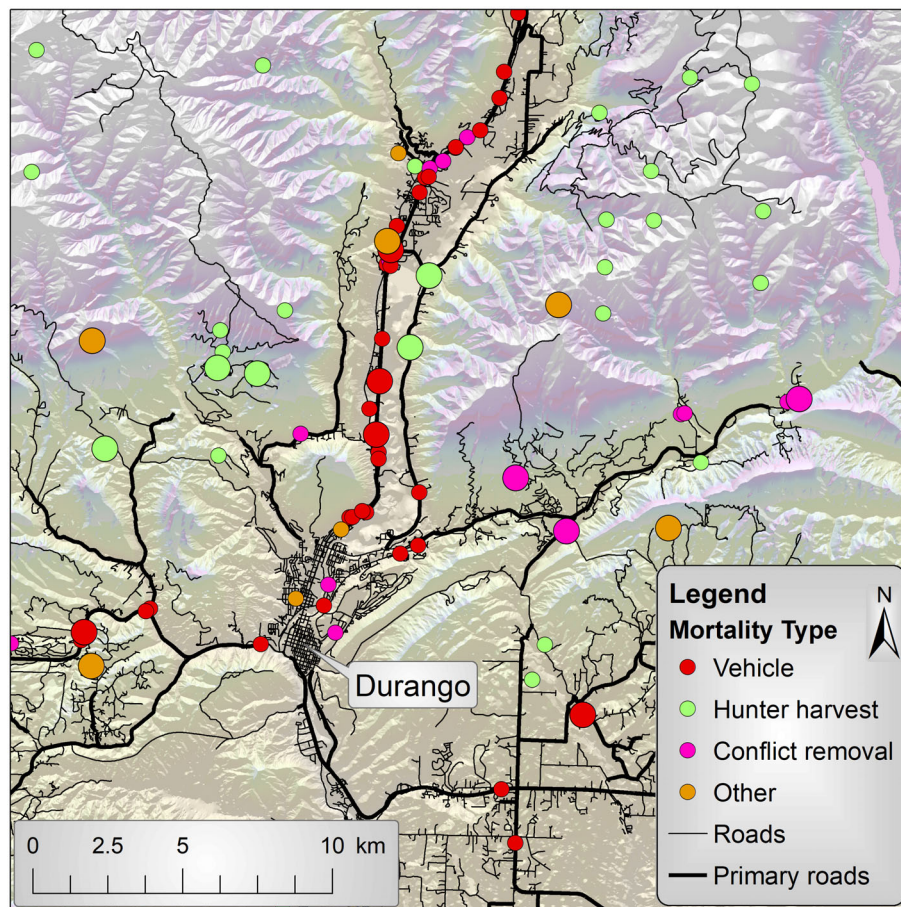 Durango
Legend
Mortality Type
Vehicle
Hunter harvest
Conflict removal
Other
Roads
Primary roads
N
0 2.5 5 10 km